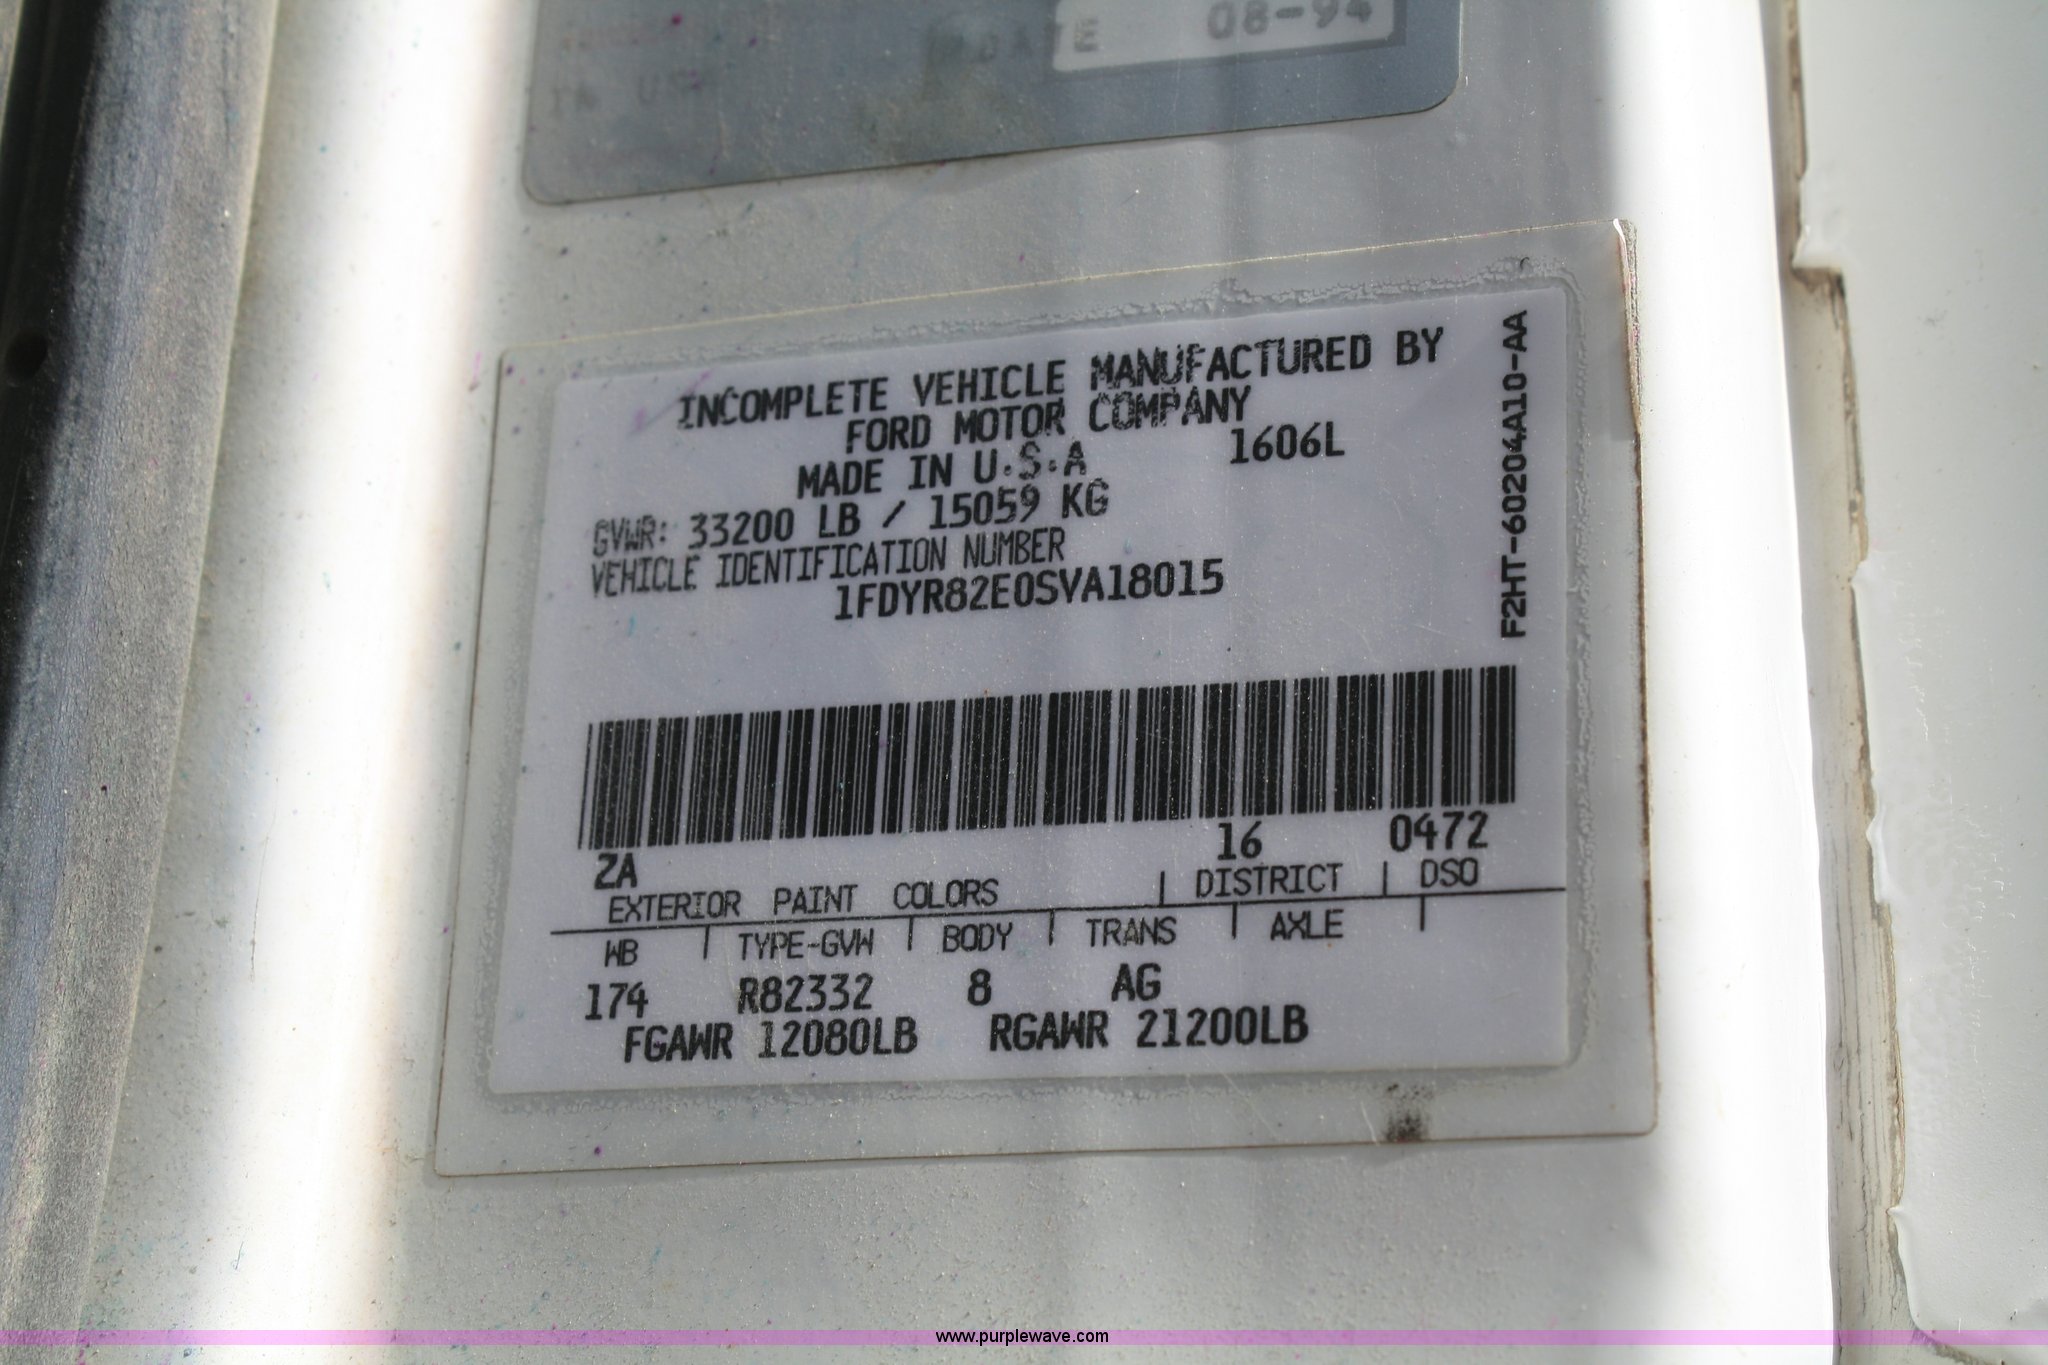 DATE 08-94
INCOMPLETE VEHICLE MANUFACTURED BY
FORD MOTOR COMPANY
MADE IN U.S.A 1606L
GVWR: 33200 LB / 15059 KG
VEHICLE IDENTIFICATION NUMBER
1FDYR82E0SVA18015
F2HT-60204A10-AA
ZA 16 0472
EXTERIOR PAINT COLORS DISTRICT DSO
WB TYPE-GVW BODY TRANS AXLE
174 R82332 8 AG
FGAWR 12080LB RGAWR 21200LB
www.purplewave.com